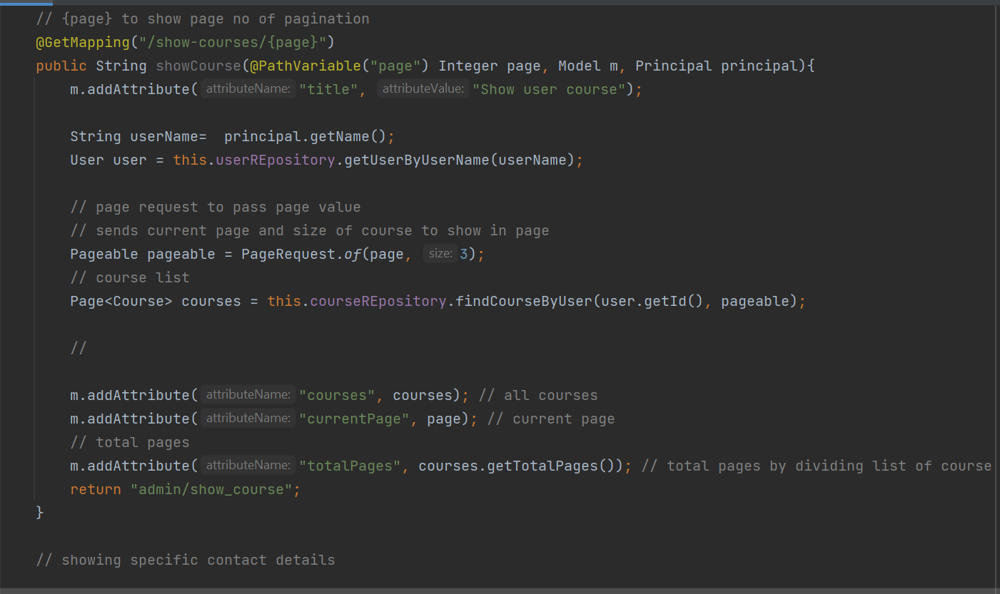 // {page} to show page no of pagination
@GetMapping("/show-courses/{page}")
public String showCourse(@PathVariable("page") Integer page, Model m, Principal principal){
m.addAttribute( attributeName: "title", attributeValue: "Show user course");
String userName=  principal.getName();
User user = this.userREpository.getUserByUserName(userName);
// page request to pass page value
// sends current page and size of course to show in page
Pageable pageable = PageRequest.of(page, size: 3);
// course list
Page<Course> courses = this.courseREpository.findCourseByUser(user.getId(), pageable);
//
m.addAttribute( attributeName: "courses", courses); // all courses
m.addAttribute( attributeName: "currentPage", page); // current page
// total pages
m.addAttribute( attributeName: "totalPages", courses.getTotalPages()); // total pages by dividing list of course
return "admin/show_course";
}
// showing specific contact details